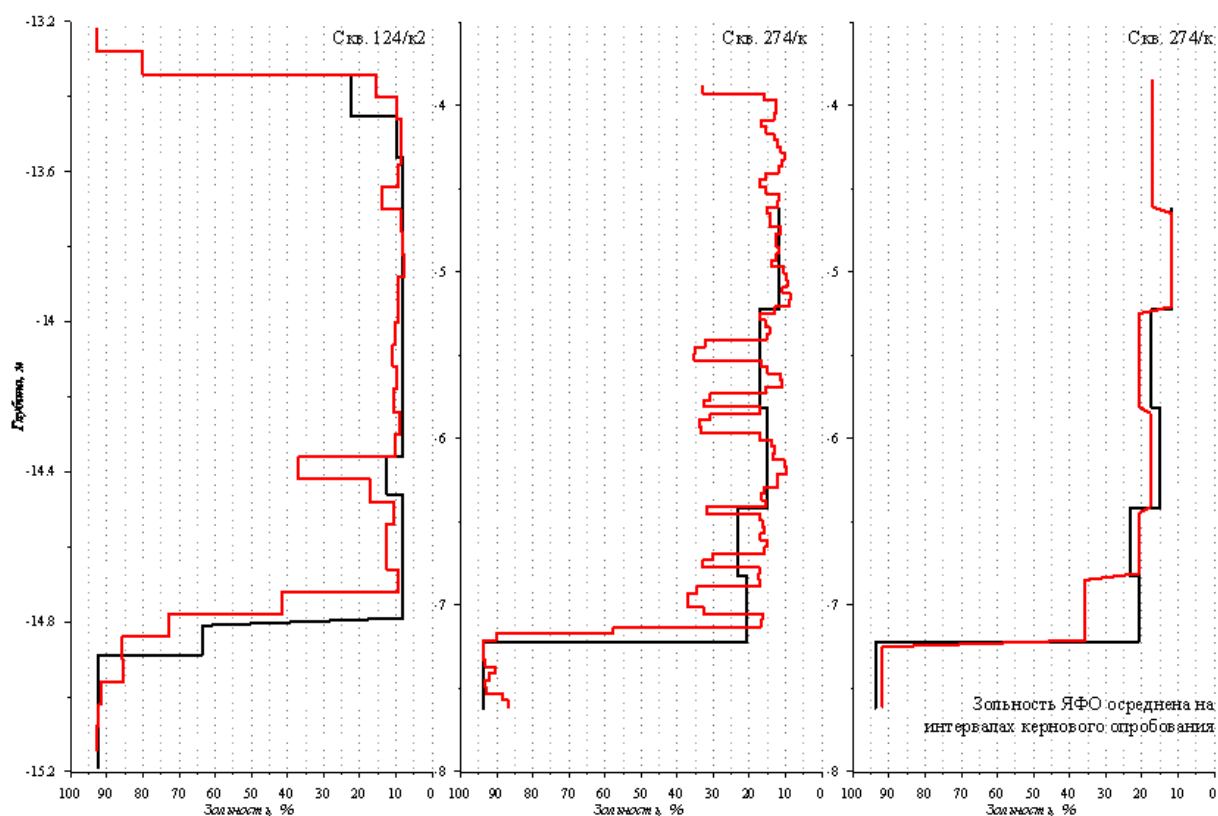 Скв. 124/к2
Скв. 274/к
Скв. 274/к
-13.2
-13.6
-14
-14.4
-14.8
-15.2
Глубина, м
-4
-5
-6
-7
-8
-4
-5
-6
-7
-8
Зольность ЯФО осреднена на
интервалах кернового опробования
100 90 80 70 60 50 40 30 20 10 0
100 90 80 70 60 50 40 30 20 10 0
100 90 80 70 60 50 40 30 20 10 0
Зольность, %
Зольность, %
Зольность, %